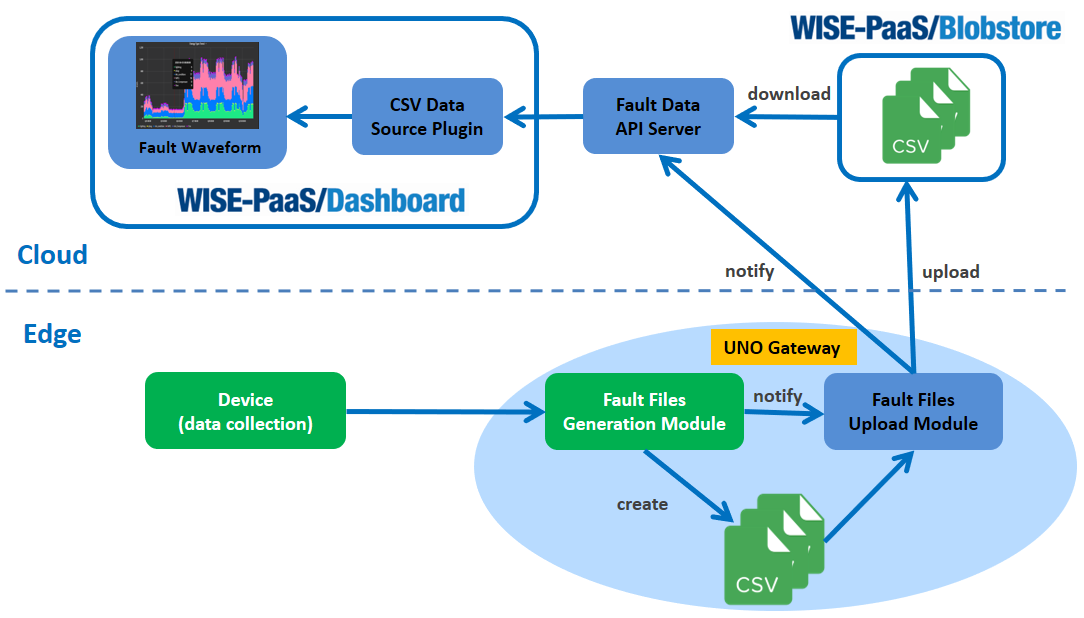 WISE-PaaS/Blobstore
Fault Waveform
CSV Data
Source Plugin
Fault Data
API Server
download
CSV
WISE-PaaS/Dashboard
Cloud
notify
upload
Edge
UNO Gateway
Device
(data collection)
Fault Files
Generation Module
notify
Fault Files
Upload Module
create
CSV